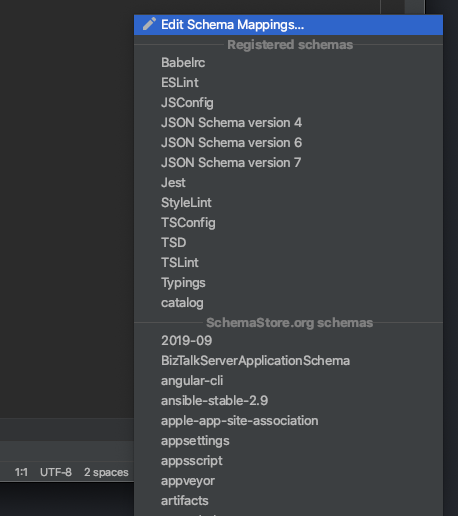 Edit Schema Mappings...
Registered schemas
Babelrc
ESLint
JSConfig
JSON Schema version 4
JSON Schema version 6
JSON Schema version 7
Jest
StyleLint
TSConfig
TSD
TSLint
Typings
catalog
SchemaStore.org schemas
2019-09
BizTalkServerApplicationSchema
angular-cli
ansible-stable-2.9
apple-app-site-association
appsettings
appsscript
appveyor
artifacts
1:1 UTF-8 2 spaces